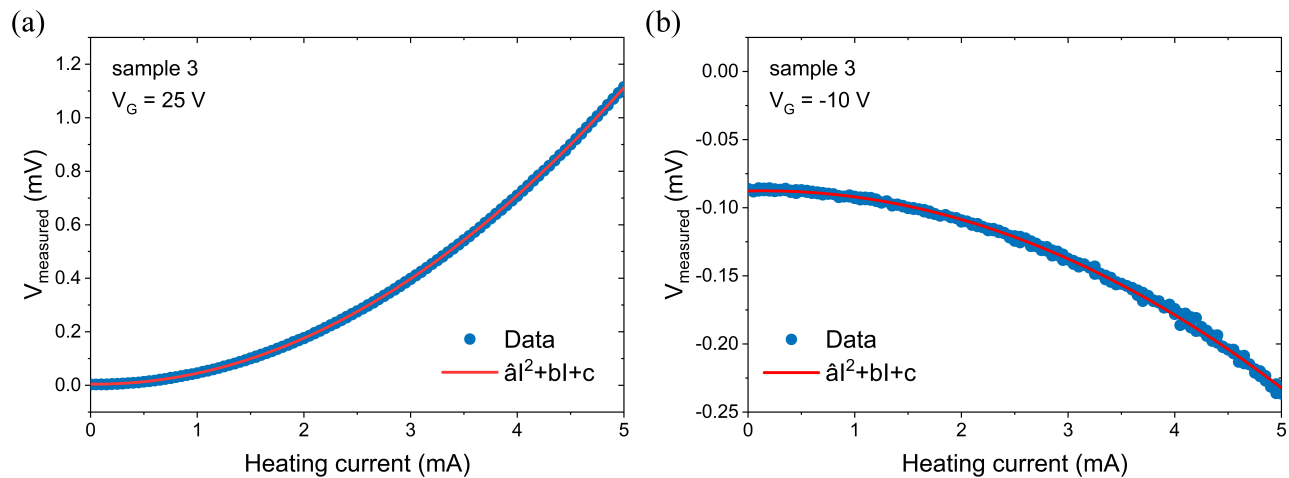 (a)
1.2
1.0
0.8
0.6
0.4
0.2
0.0
V_measured (mV)
sample 3
V_G = 25 V
Data
âI²+bI+c
0 1 2 3 4 5
Heating current (mA)
(b)
0.00
-0.05
-0.10
-0.15
-0.20
-0.25
V_measured (mV)
sample 3
V_G = -10 V
Data
âI²+bI+c
0 1 2 3 4 5
Heating current (mA)